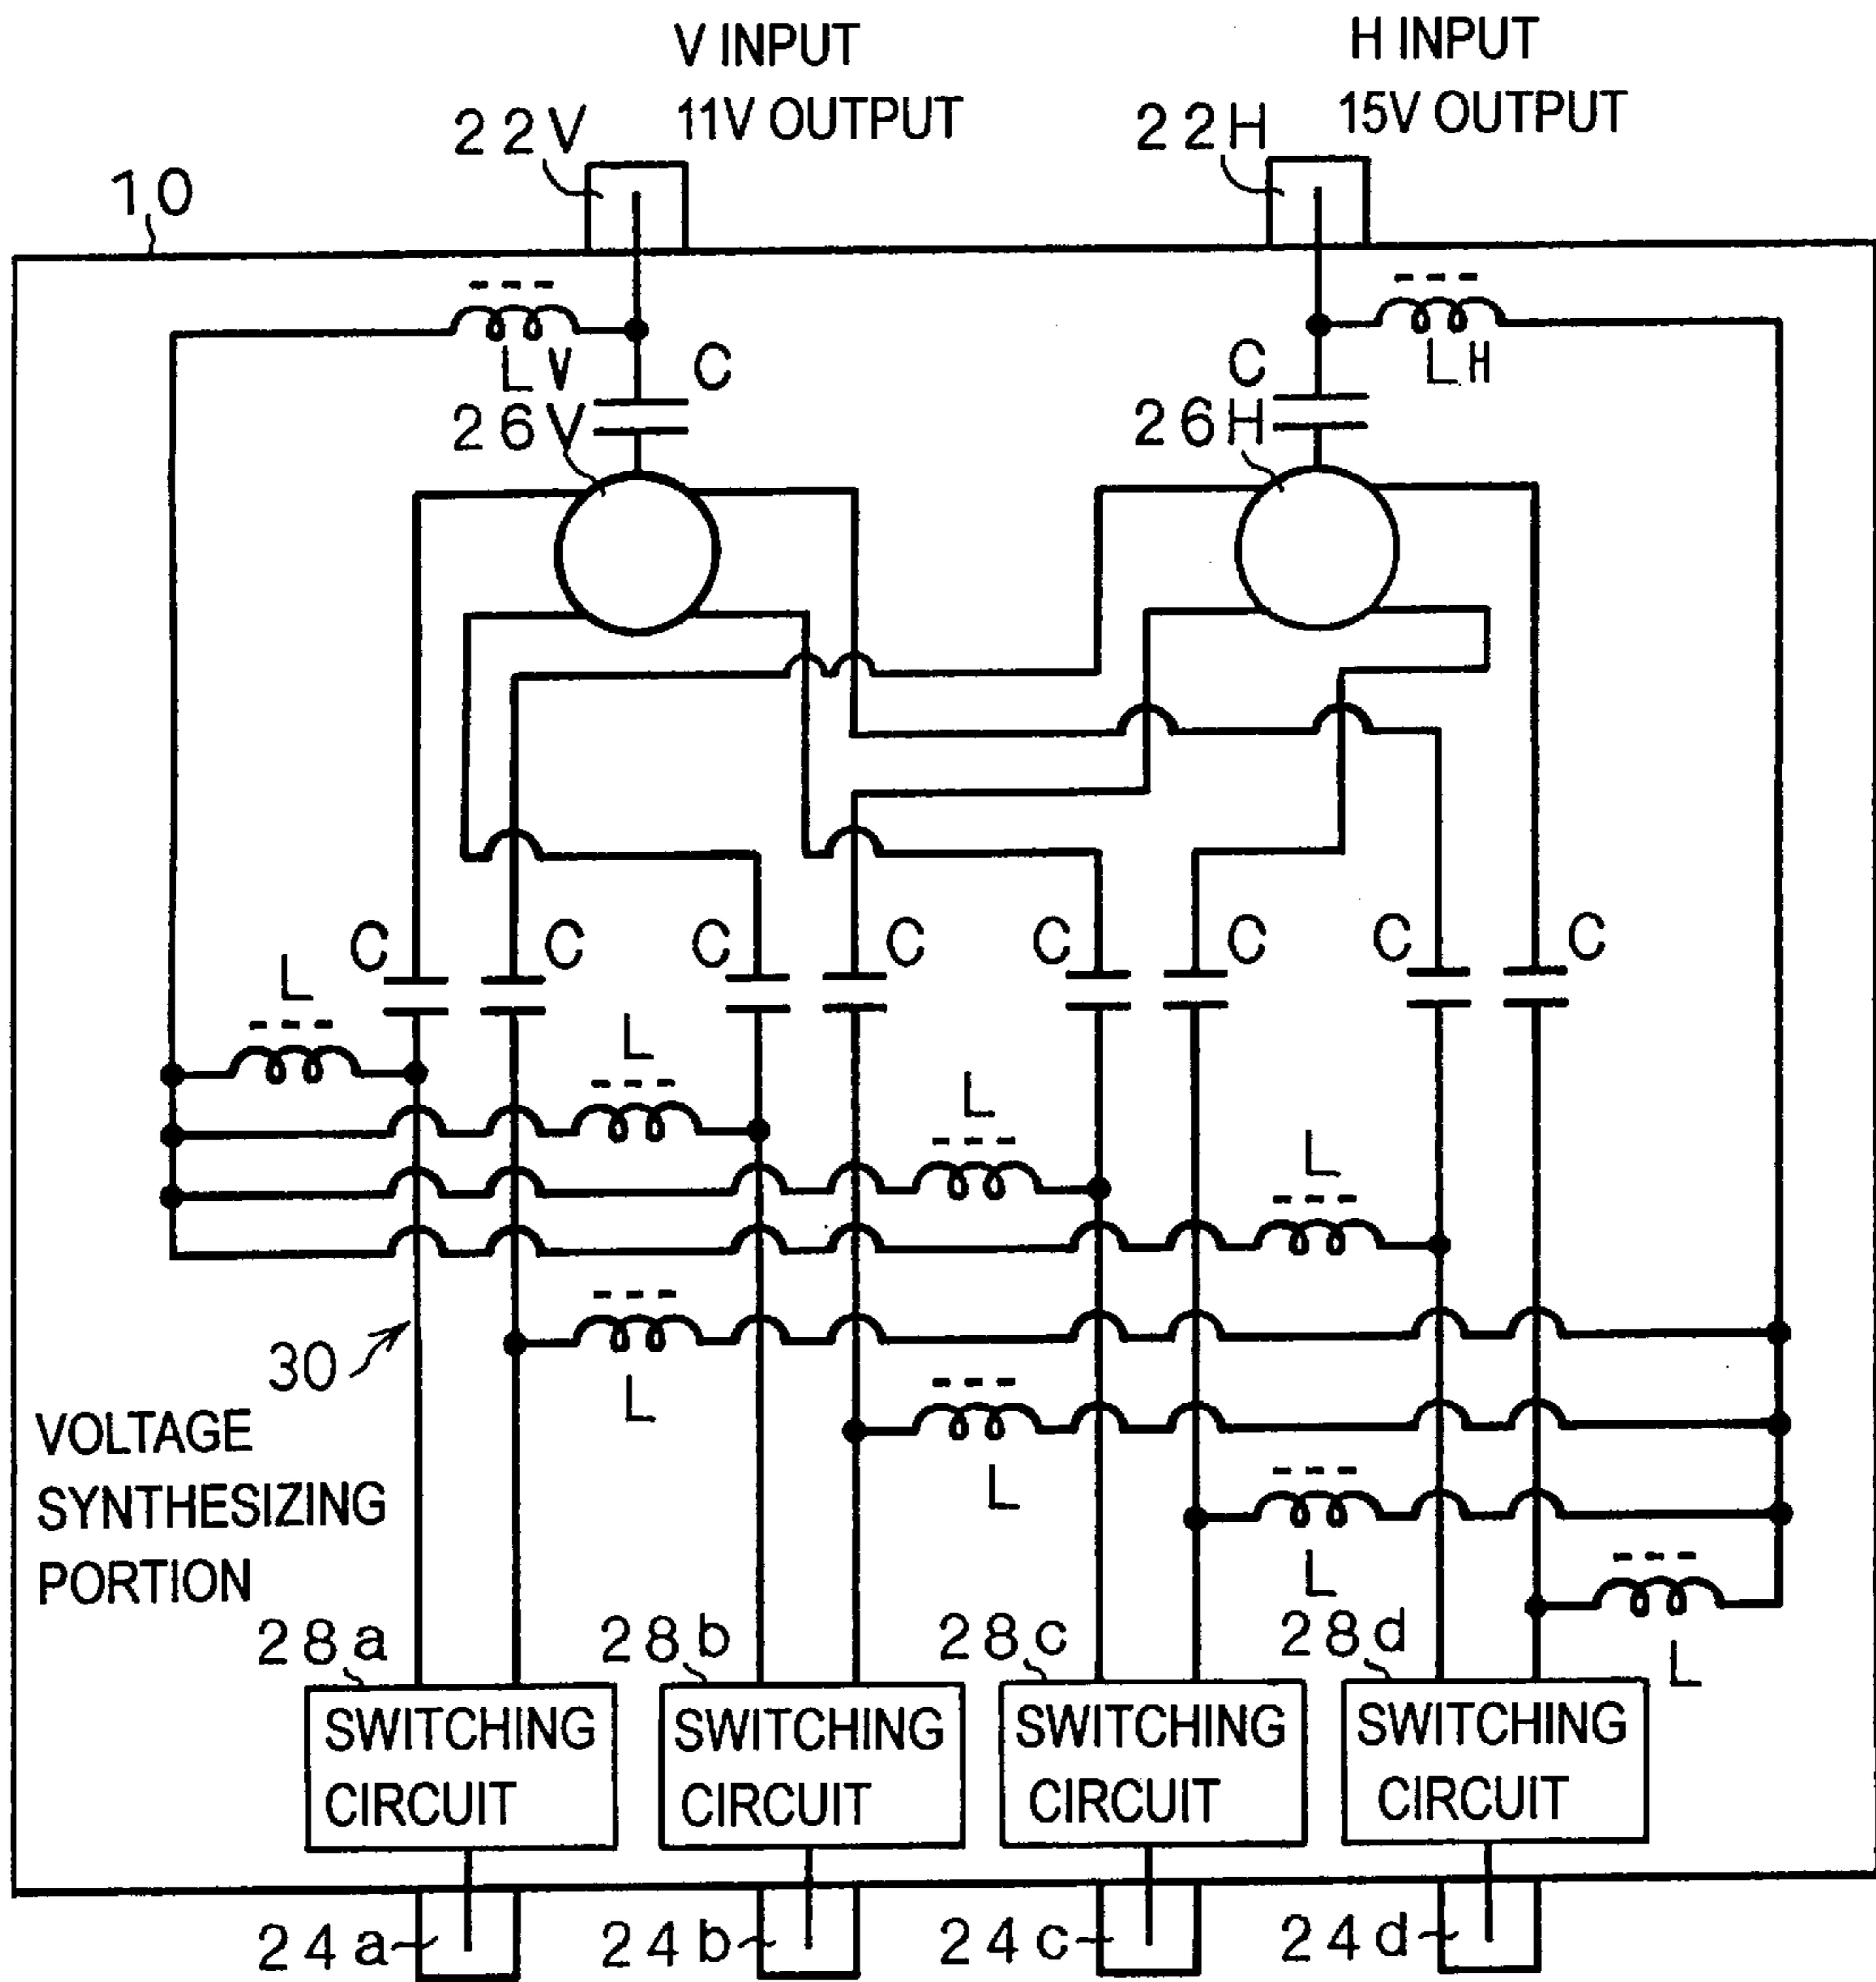 V INPUT
11V OUTPUT
H INPUT
15V OUTPUT
22V
22H
10
LV
C
C
LH
26V
26H
C
C
C
C
C
C
C
C
L
L
L
L
30
L
L
L
L
VOLTAGE
SYNTHESIZING
PORTION
28a
28b
28c
28d
SWITCHING
CIRCUIT
SWITCHING
CIRCUIT
SWITCHING
CIRCUIT
SWITCHING
CIRCUIT
24a
24b
24c
24d